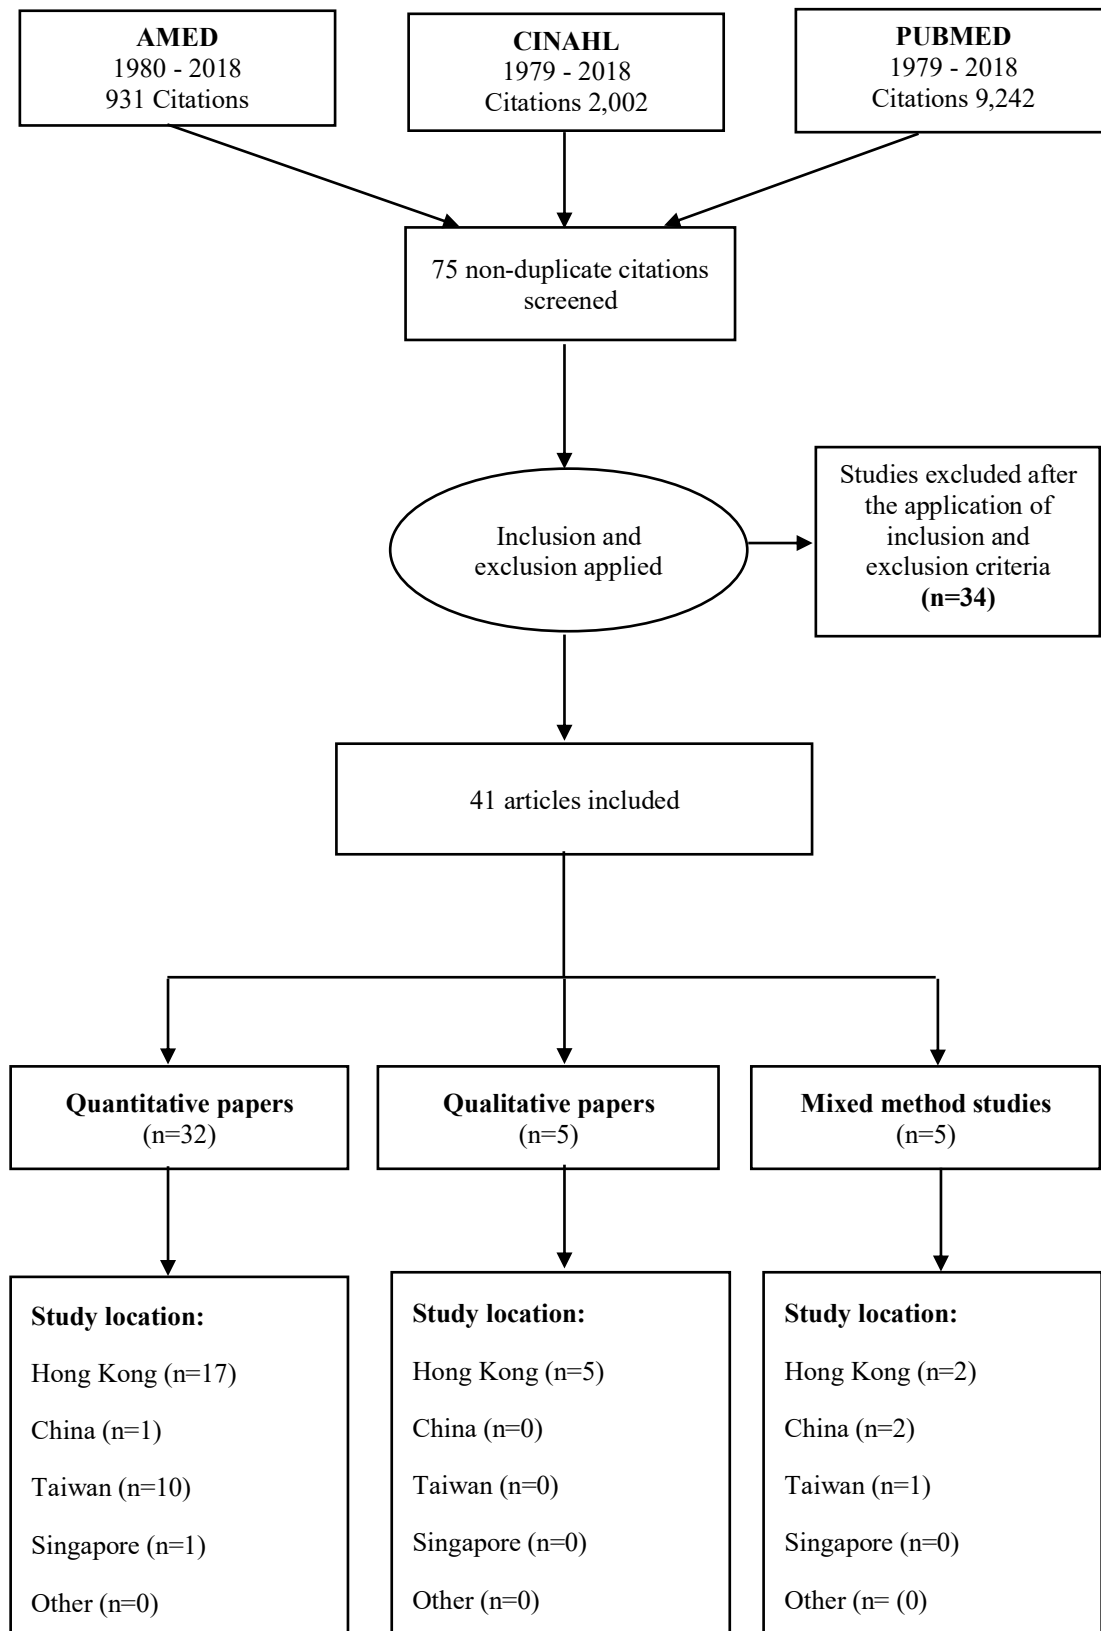 AMED
1980 - 2018
931 Citations
CINAHL
1979 - 2018
Citations 2,002
PUBMED
1979 - 2018
Citations 9,242
75 non-duplicate citations
screened
Inclusion and
exclusion applied
Studies excluded after
the application of
inclusion and
exclusion criteria
(n=34)
41 articles included
Quantitative papers
(n=32)
Qualitative papers
(n=5)
Mixed method studies
(n=5)
Study location:
Hong Kong (n=17)
China (n=1)
Taiwan (n=10)
Singapore (n=1)
Other (n=0)
Study location:
Hong Kong (n=5)
China (n=0)
Taiwan (n=0)
Singapore (n=0)
Other (n=0)
Study location:
Hong Kong (n=2)
China (n=2)
Taiwan (n=1)
Singapore (n=0)
Other (n= (0)